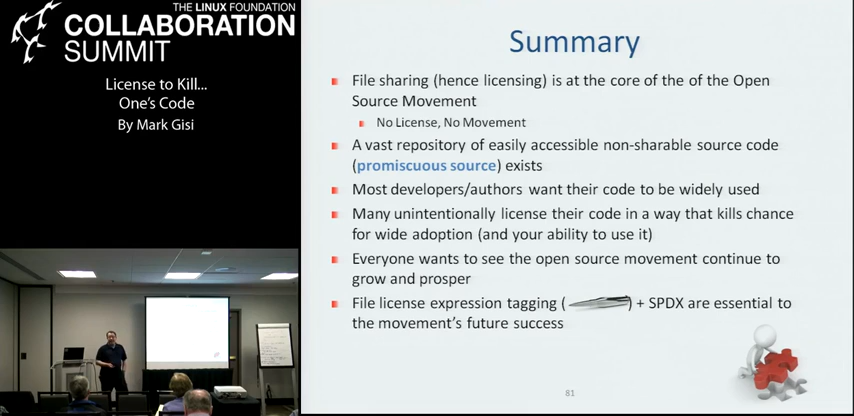 THE LINUX FOUNDATION
COLLABORATION
SUMMIT
License to Kill...
One's Code
By Mark Gisi
Summary
File sharing (hence licensing) is at the core of the of the Open
Source Movement
No License, No Movement
A vast repository of easily accessible non-sharable source code
(promiscuous source) exists
Most developers/authors want their code to be widely used
Many unintentionally license their code in a way that kills chance
for wide adoption (and your ability to use it)
Everyone wants to see the open source movement continue to
grow and prosper
File license expression tagging ( ) + SPDX are essential to
the movement's future success
81